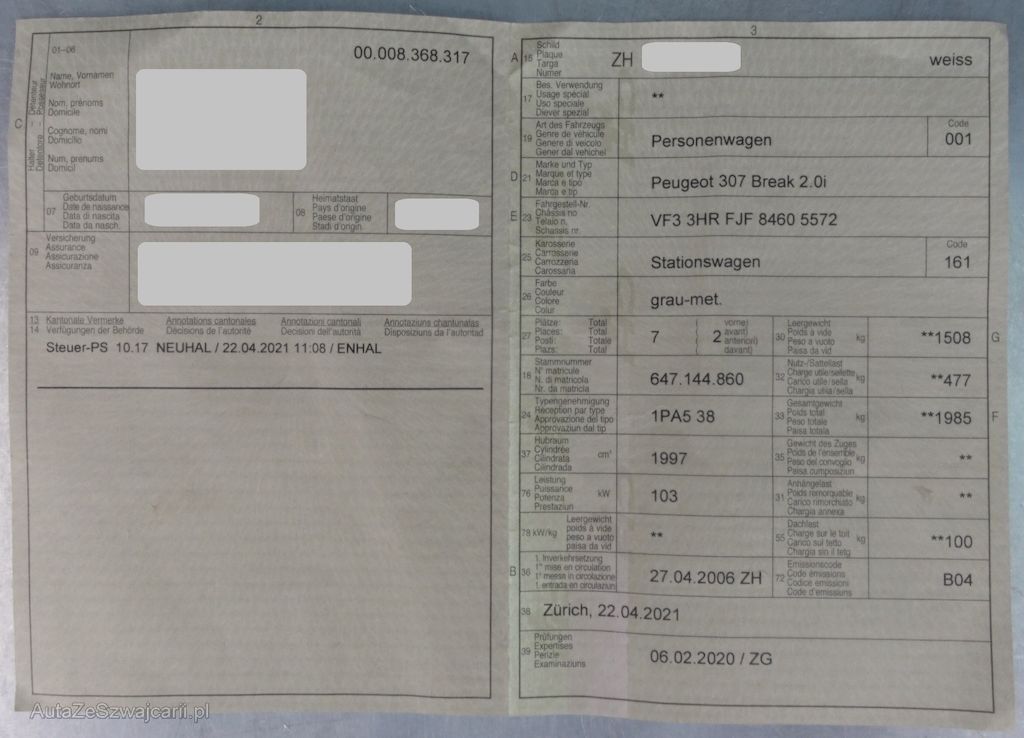 2
01–06
00.008.368.317
C
Halter - Détenteur
Detentore - Possessur
Name, Vornamen
Wohnort
Nom, prénoms
Domicile
Cognome, nomi
Domicilio
Num, prenums
Domicil
07
Geburtsdatum
Date de naissance
Data di nascita
Data da nasch.
08
Heimatstaat
Pays d'origine
Paese d'origine
Stadi d'origin
09
Versicherung
Assurance
Assicurazione
Assicuranza
13 Kantonale Vermerke Annotations cantonales Annotazioni cantonali Annotaziuns chantunalas
14 Verfügungen der Behörde Décisions de l'autorité Decisioni dell'autorità Disposiziuns da l'autoritad
Steuer-PS 10.17 NEUHAL / 22.04.2021 11:08 / ENHAL
3
A 15
Schild
Plaque
Targa
Numer
ZH
weiss
17
Bes. Verwendung
Usage spécial
Uso speciale
Diever spezial
**
19
Art des Fahrzeugs
Genre de véhicule
Genere di veicolo
Gener dal vehichel
Personenwagen
Code
001
D 21
Marke und Typ
Marque et type
Marca e tipo
Marca e tip
Peugeot 307 Break 2.0i
E 23
Fahrgestell-Nr.
Châssis no
Telaio n.
Schassis nr.
VF3 3HR FJF 8460 5572
25
Karosserie
Carrosserie
Carrozzeria
Carossaria
Stationswagen
Code
161
26
Farbe
Couleur
Colore
Colur
grau-met.
27
Plätze: Total
Places: Total
Posti: Totale
Plazs: Total
7
( vorne)
( 2 avant)
( anteriori)
( davant)
30
Leergewicht
Poids à vide
Peso a vuoto
Paisa da vid
kg
**1508
G
18
Stammnummer
N° matricule
N. di matricola
Nr. da matricla
647.144.860
32
Nutz-/Sattellast
Charge utile/sellette
Carico utile/sella
Chargia utila/sella
kg
**477
24
Typengenehmigung
Réception par type
Approvazione del tipo
Approvaziun dal tip
1PA5 38
33
Gesamtgewicht
Poids total
Peso totale
Paisa totala
kg
**1985
F
37
Hubraum
Cylindrée
Cilindrata
Cilindrada
cm³
1997
35
Gewicht des Zuges
Poids de l'ensemble
Peso del convoglio
Paisa cumposiziun
kg
**
76
Leistung
Puissance
Potenza
Prestaziun
kW
103
31
Anhängelast
Poids remorquable
Carico rimorchiato
Chargia annexa
kg
**
78 kW/kg
Leergewicht
poids à vide
peso a vuoto
paisa da vid
**
55
Dachlast
Charge sur le toit
Carico sul tetto
Chargia sin il tetg
kg
**100
B 36
1. Inverkehrsetzung
1re mise en circulation
1a messa in circolazione
1. entrada en circulaziun
27.04.2006 ZH
72
Emissionscode
Code émissions
Codice emissioni
Code d'emissiuns
B04
38
Zürich, 22.04.2021
39
Prüfungen
Expertises
Perizie
Examinaziuns
06.02.2020 / ZG
AutaZeSzwajcarii.pl